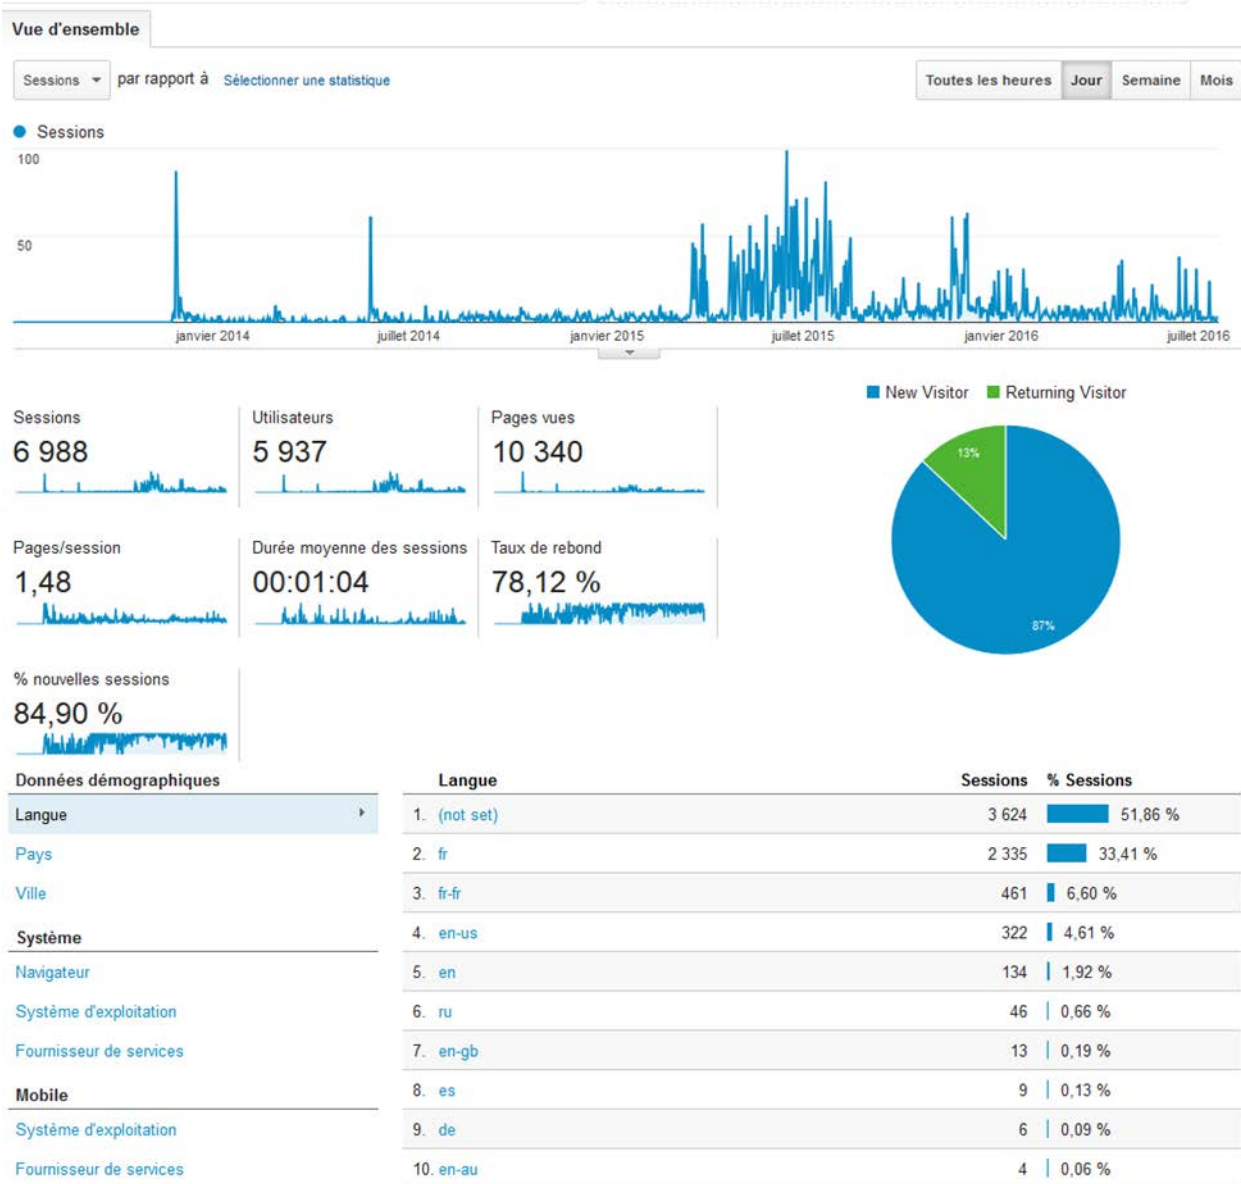 Vue d'ensemble
Sessions par rapport à Sélectionner une statistique Toutes les heures Jour Semaine Mois
Sessions
100
50
janvier 2014 juillet 2014 janvier 2015 juillet 2015 janvier 2016 juillet 2016
New Visitor Returning Visitor
Sessions Utilisateurs Pages vues
6 988 5 937 10 340
13%
Pages/session Durée moyenne des sessions Taux de rebond
1,48 00:01:04 78,12 %
87%
% nouvelles sessions
84,90 %
Données démographiques
Langue
Pays
Ville
Système
Navigateur
Système d'exploitation
Fournisseur de services
Mobile
Système d'exploitation
Fournisseur de services
Langue Sessions % Sessions
1. (not set) 3 624 51,86 %
2. fr 2 335 33,41 %
3. fr-fr 461 6,60 %
4. en-us 322 4,61 %
5. en 134 1,92 %
6. ru 46 0,66 %
7. en-gb 13 0,19 %
8. es 9 0,13 %
9. de 6 0,09 %
10. en-au 4 0,06 %